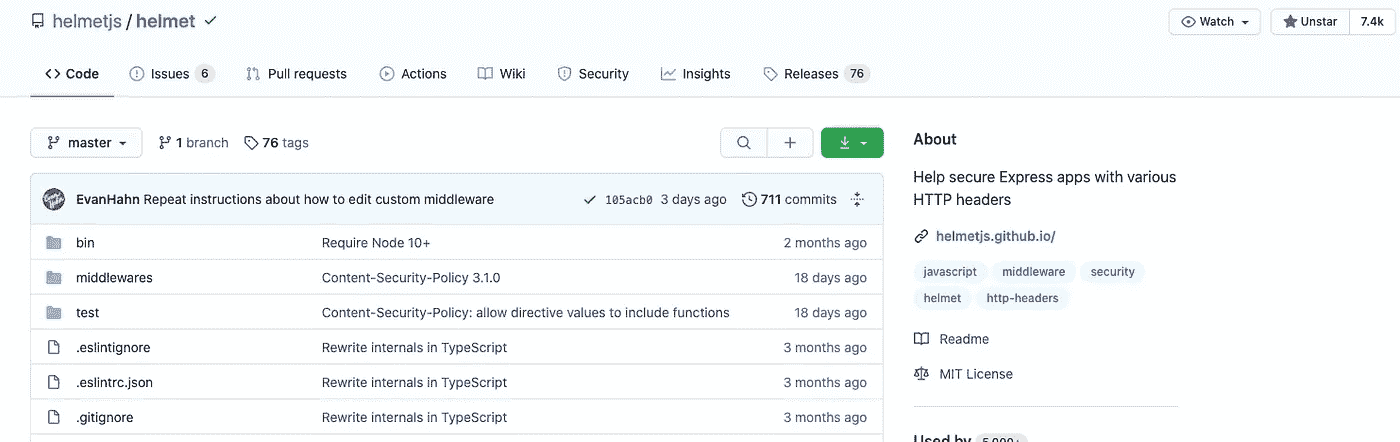 helmetjs / helmet
Watch
Unstar 7.4k
Code
Issues 6
Pull requests
Actions
Wiki
Security
Insights
Releases 76
master
1 branch
76 tags
EvanHahn Repeat instructions about how to edit custom middleware
105acb0 3 days ago
711 commits
bin Require Node 10+ 2 months ago
middlewares Content-Security-Policy 3.1.0 18 days ago
test Content-Security-Policy: allow directive values to include functions 18 days ago
.eslintignore Rewrite internals in TypeScript 3 months ago
.eslintrc.json Rewrite internals in TypeScript 3 months ago
.gitignore Rewrite internals in TypeScript 3 months ago
About
Help secure Express apps with various
HTTP headers
helmetjs.github.io/
javascript middleware security
helmet http-headers
Readme
MIT License
Used by 5,000+